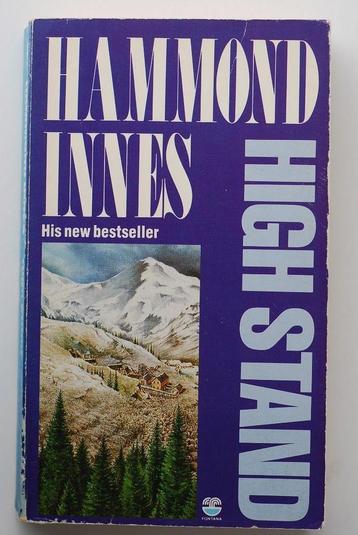 HAMMOND
INNES
His new bestseller
HIGH STAND
FONTANA